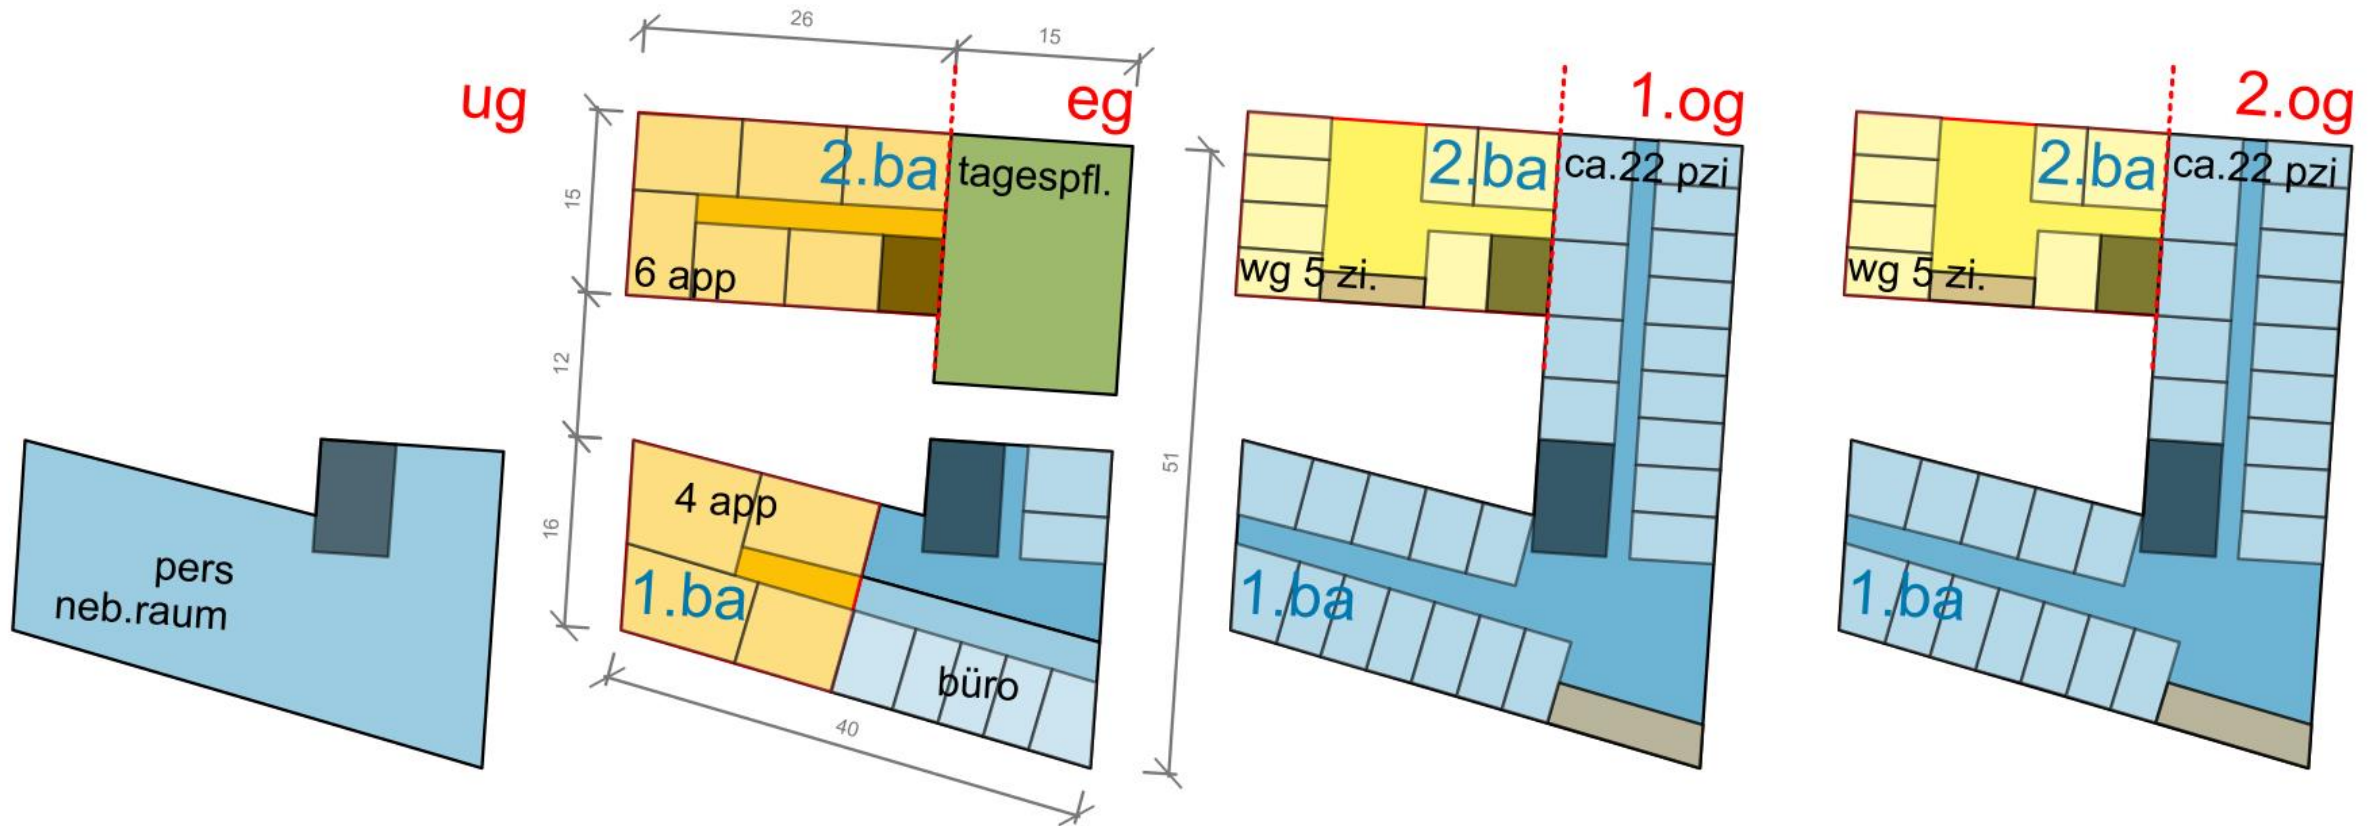 26
15
ug
eg
1.og
2.og
15
2.ba
tagespfl.
6 app
2.ba
ca.22 pzi
wg 5 zi.
2.ba
ca.22 pzi
wg 5 zi.
12
51
16
pers
neb.raum
4 app
1.ba
büro
40
1.ba
1.ba